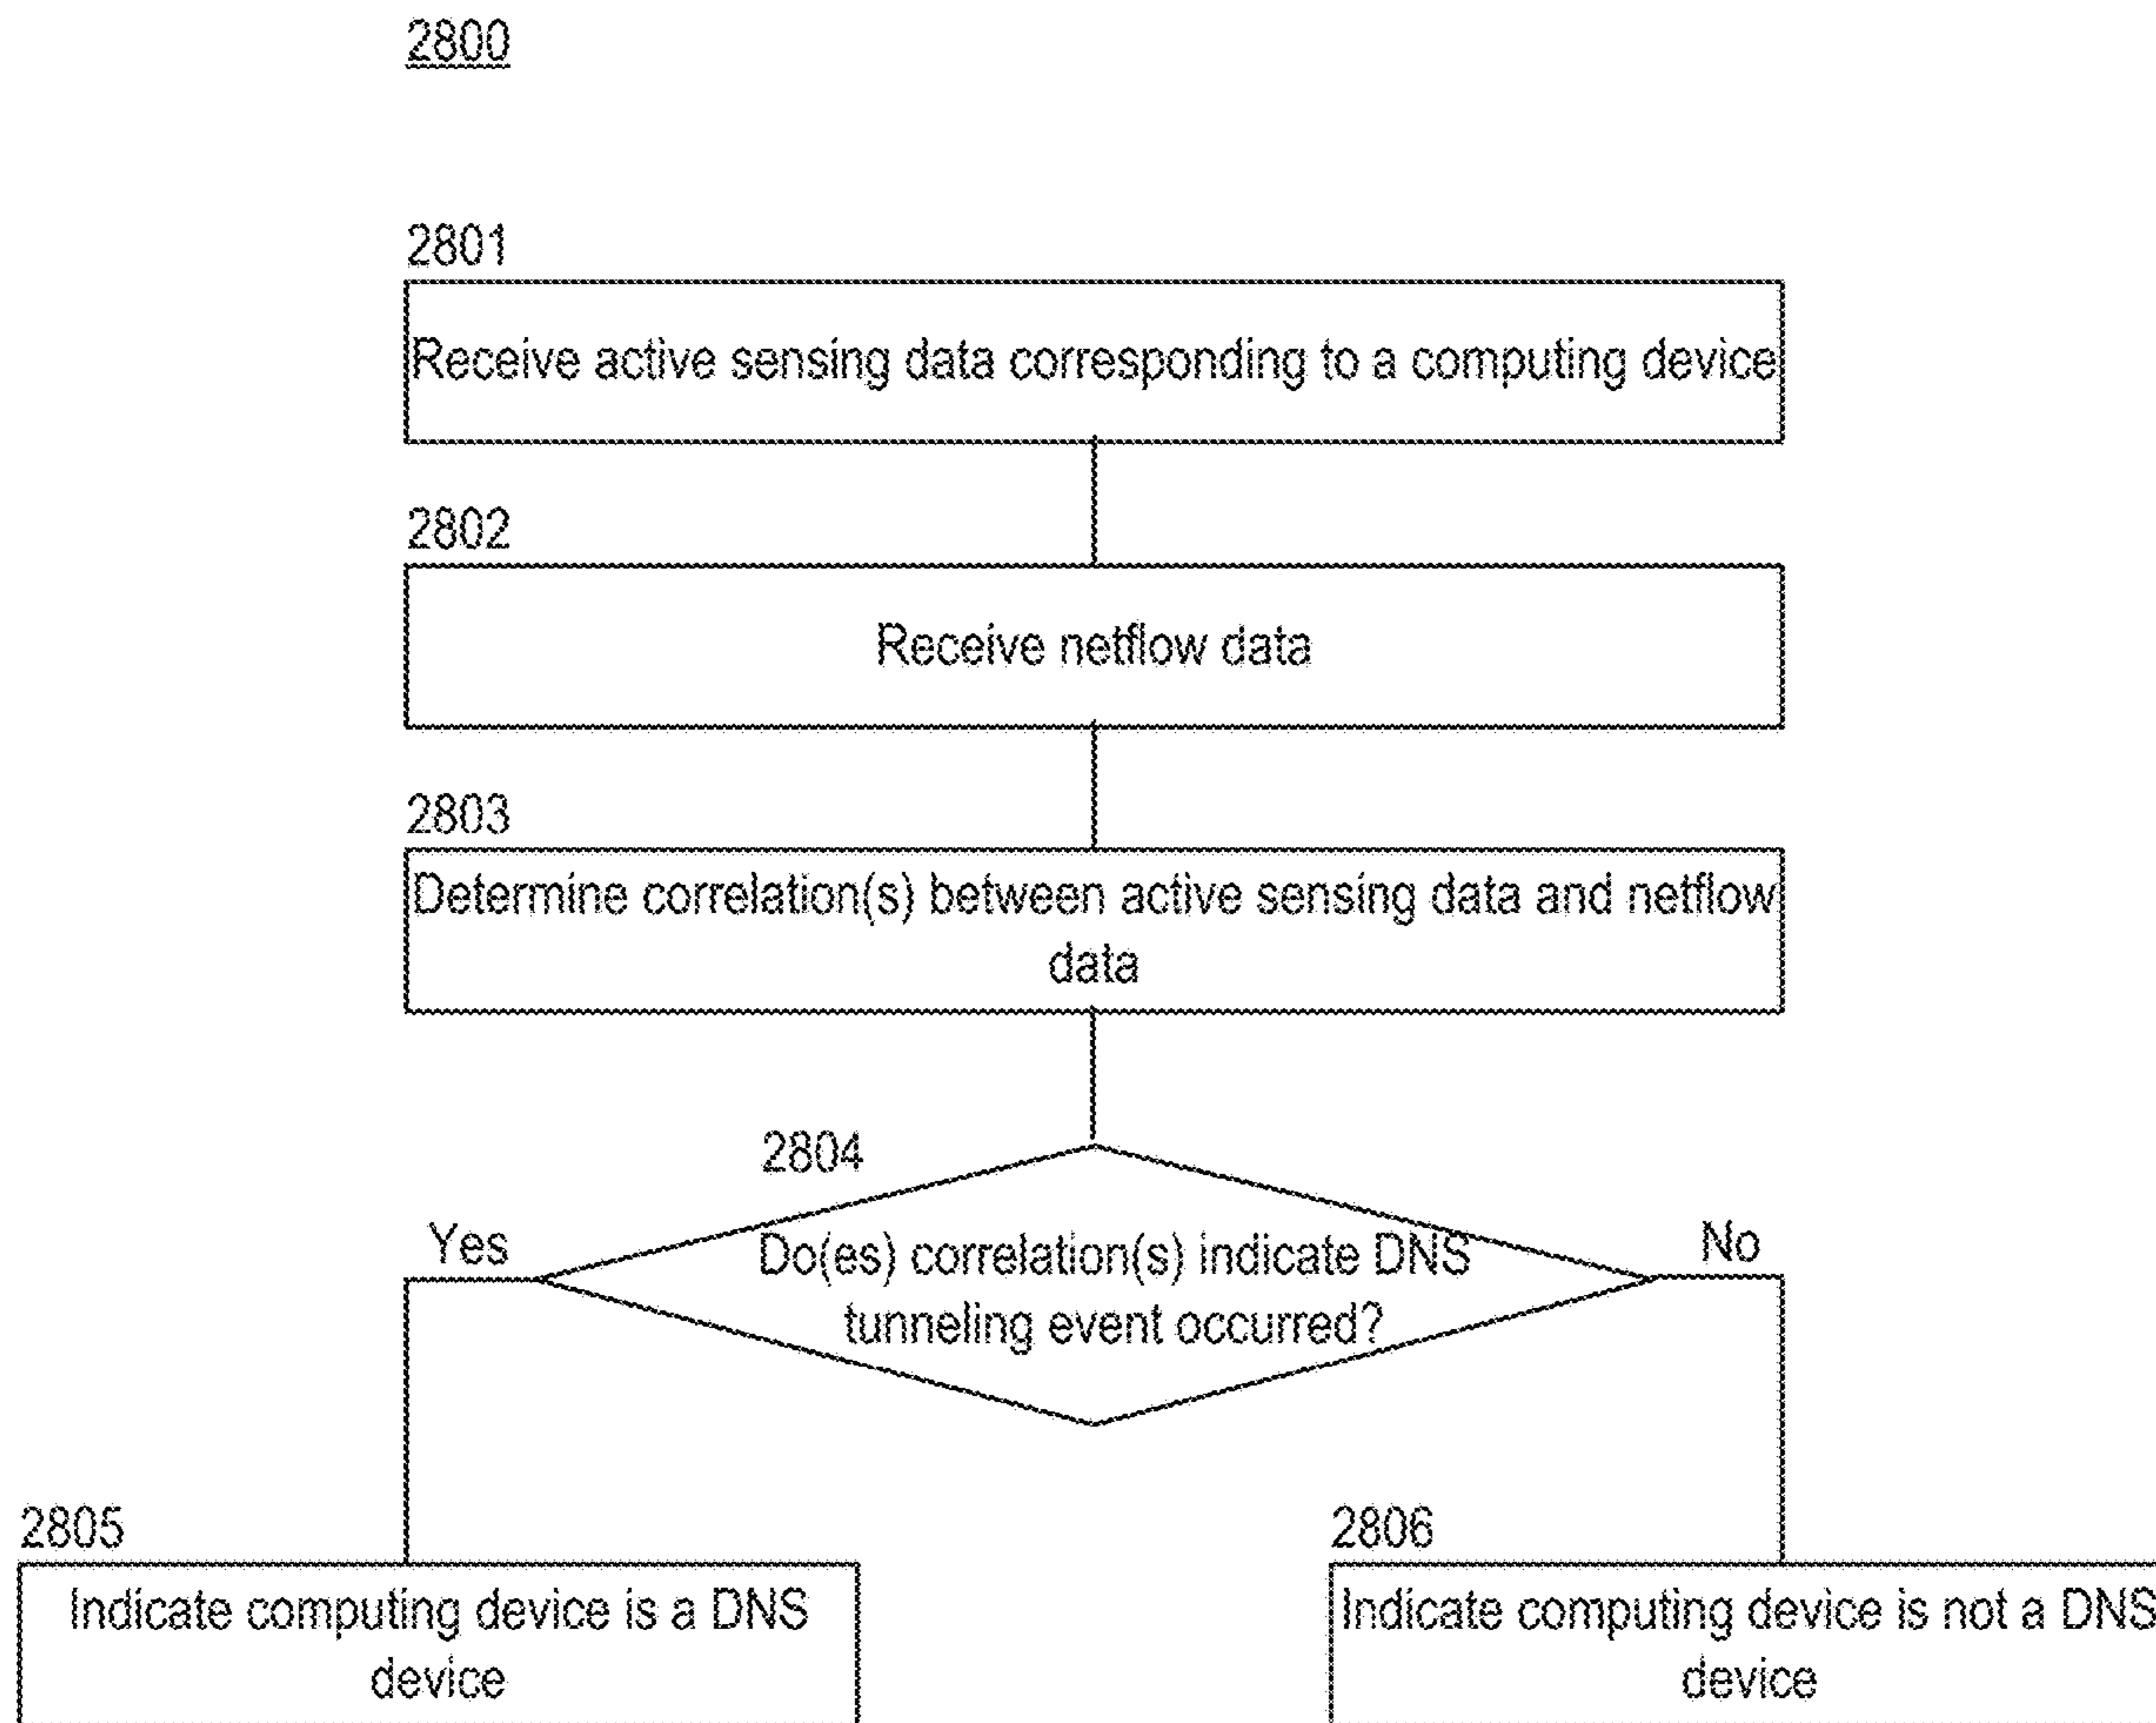 2800
2801
Receive active sensing data corresponding to a computing device
2802
Receive netflow data
2803
Determine correlation(s) between active sensing data and netflow
data
2804
Yes
No
Do(es) correlation(s) indicate DNS
tunneling event occurred?
2805
Indicate computing device is a DNS
device
2806
Indicate computing device is not a DNS
device